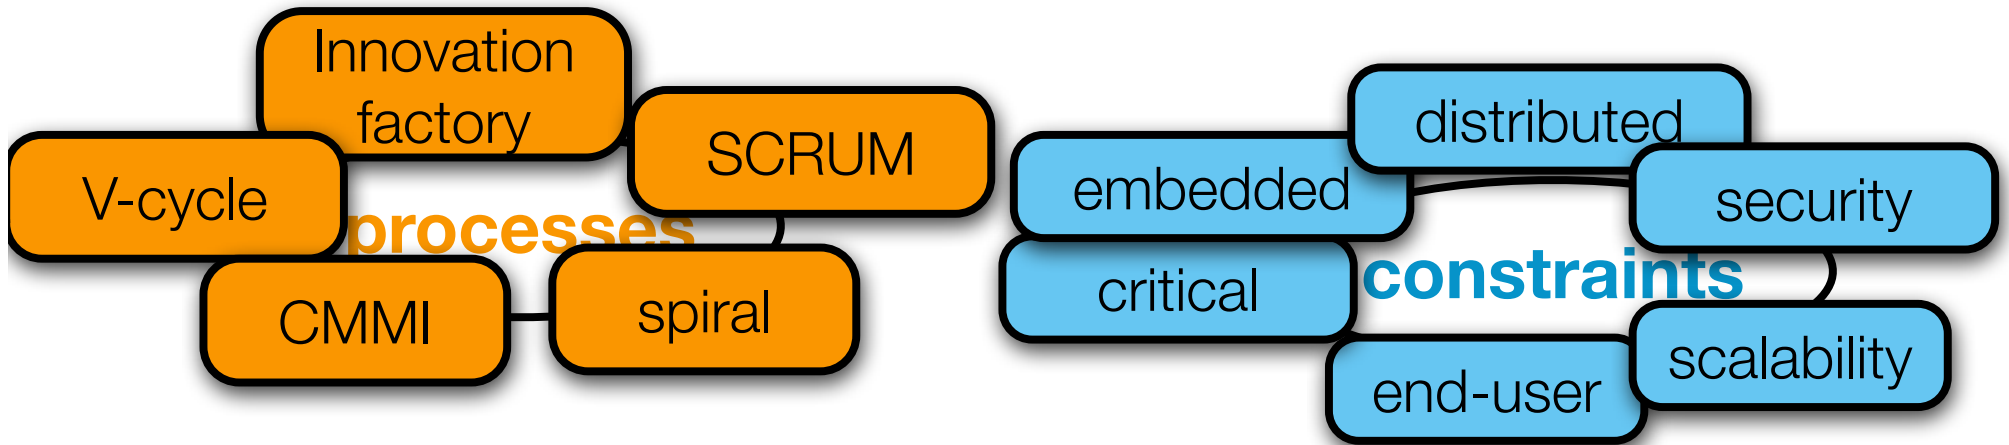 Innovation
factory
SCRUM
V-cycle
processes
CMMI
spiral
distributed
embedded
security
constraints
critical
scalability
end-user